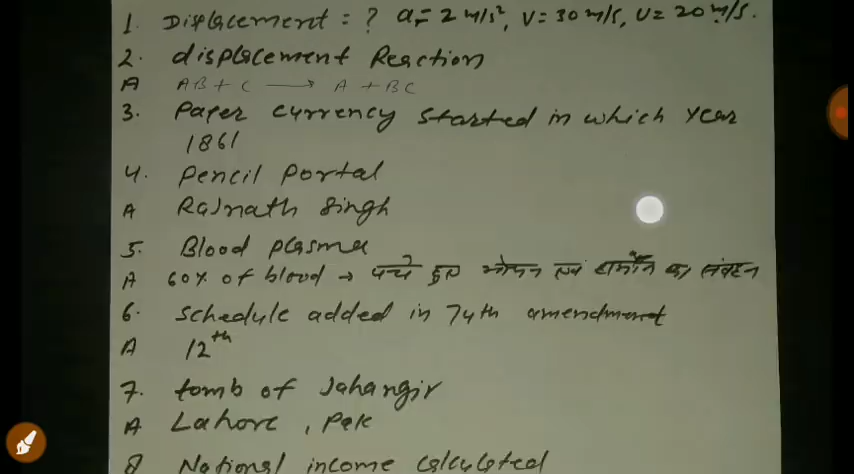 1. Displacement = ? a = 2 m/s², V = 30 m/s, U = 20 m/s.
2. displacement Reaction
A AB + C → A + BC
3. Paper currency started in which year
1861
4. Pencil portal
A Rajnath Singh
5. Blood plasma
A 60% of blood → पचे हुए भोजन एवं हार्मोन का संवहन
6. Schedule added in 74th amendment
A 12th
7. tomb of Jahangir
A Lahore, Pak
8 National income calculated